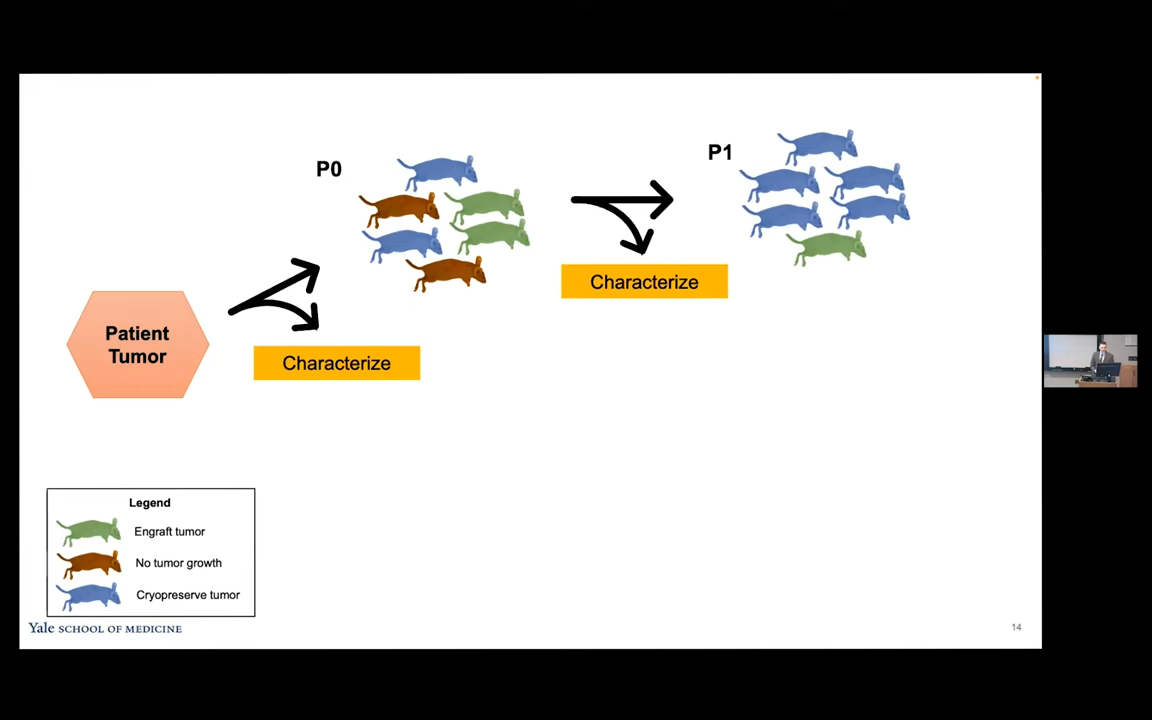 P0
P1
Characterize
Patient
Tumor
Characterize
Legend
Engraft tumor
No tumor growth
Cryopreserve tumor
Yale SCHOOL OF MEDICINE
14